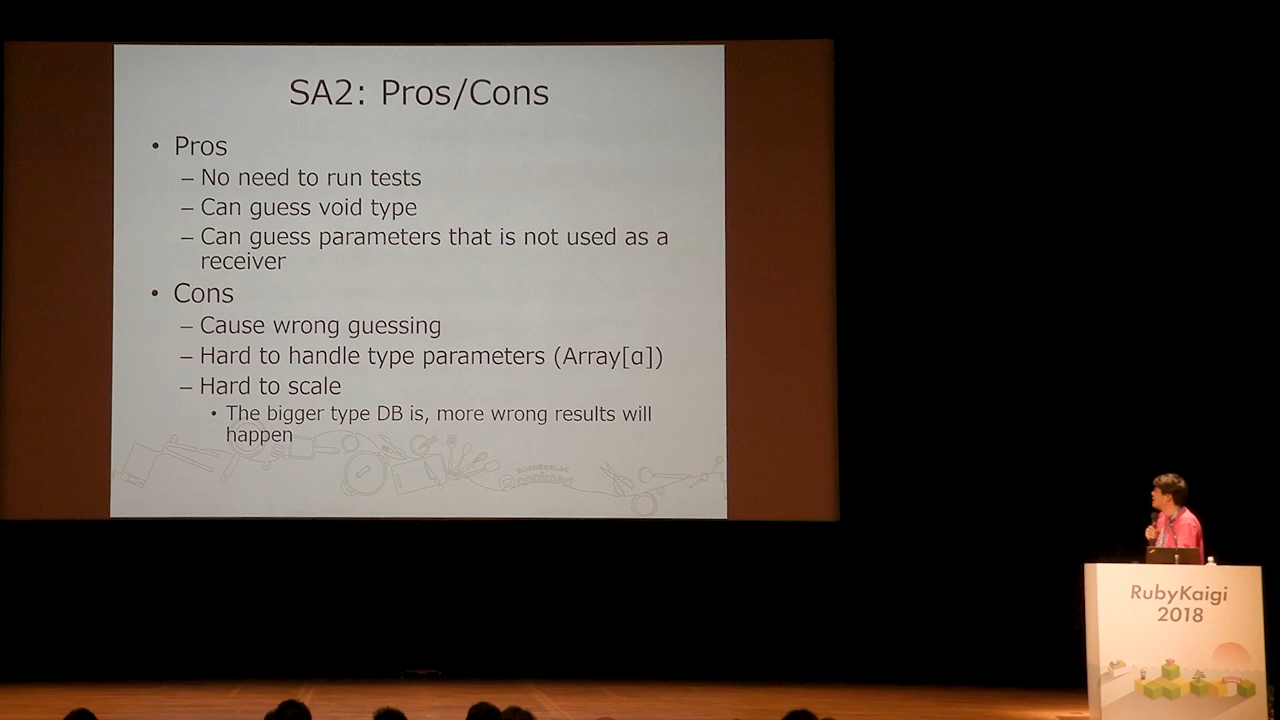 SA2: Pros/Cons
• Pros
– No need to run tests
– Can guess void type
– Can guess parameters that is not used as a
receiver
• Cons
– Cause wrong guessing
– Hard to handle type parameters (Array[α])
– Hard to scale
• The bigger type DB is, more wrong results will
happen
cookpad
RubyKaigi
2018